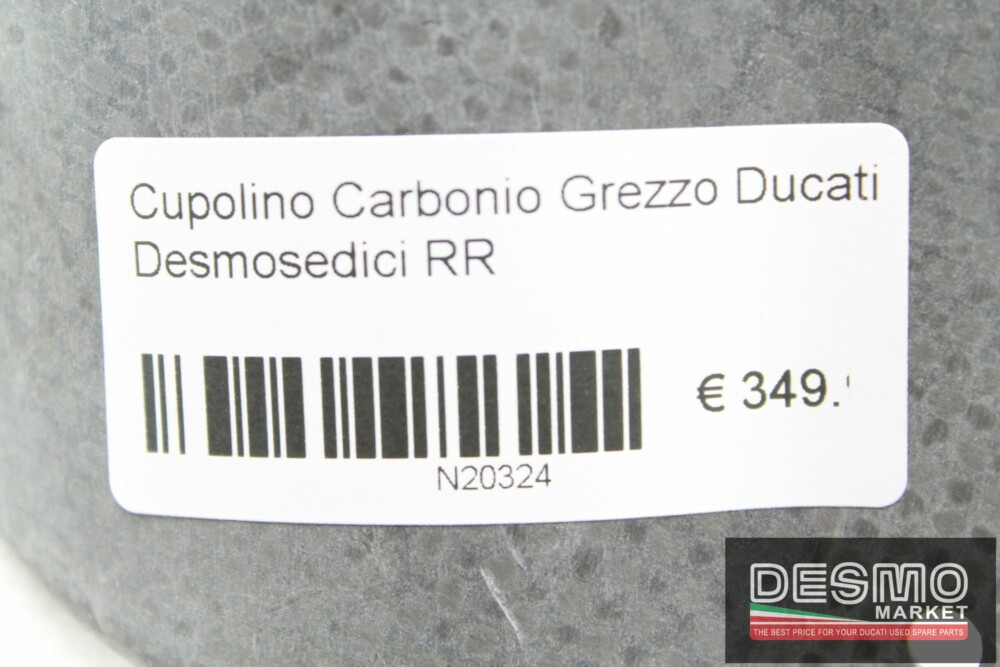 Cupolino Carbonio Grezzo Ducati
Desmosedici RR
€ 349.
N20324
DESMO
MARKET
THE BEST PRICE FOR YOUR DUCATI USED SPARE PARTS